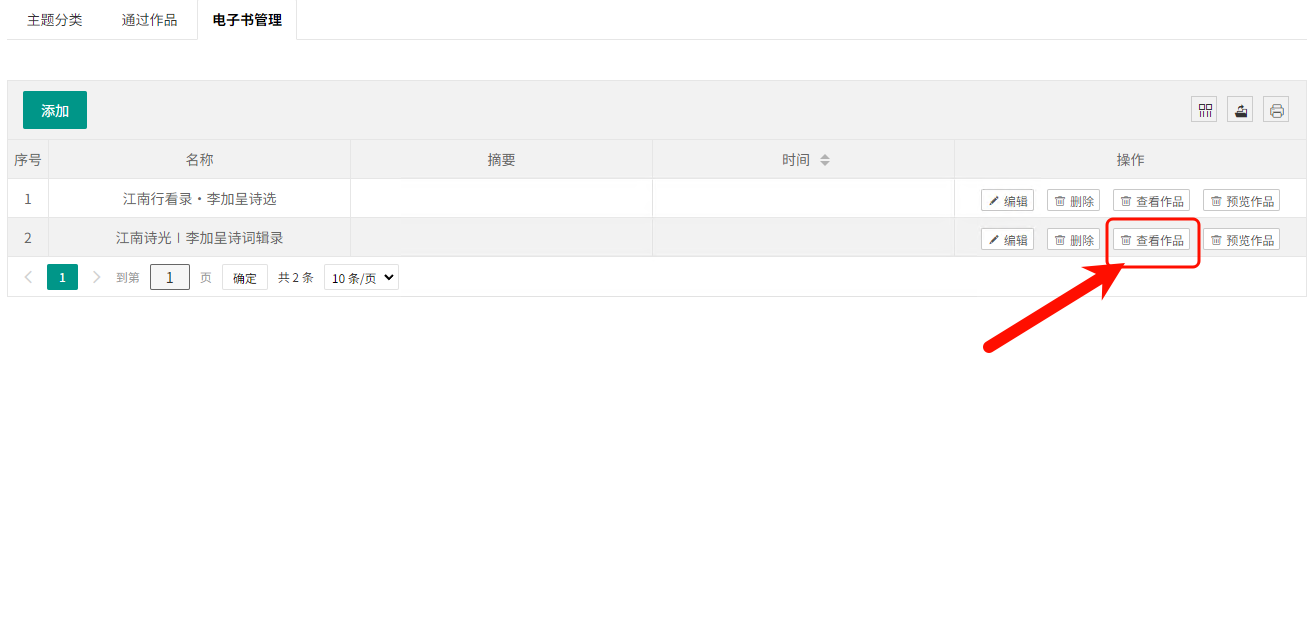 主题分类 通过作品 电子书管理
添加
序号 名称 摘要 时间 操作
1 江南行看录·李加呈诗选 编辑 删除 查看作品 预览作品
2 江南诗光∣李加呈诗词辑录 编辑 删除 查看作品 预览作品
1 到第 1 页 确定 共 2 条 10 条/页